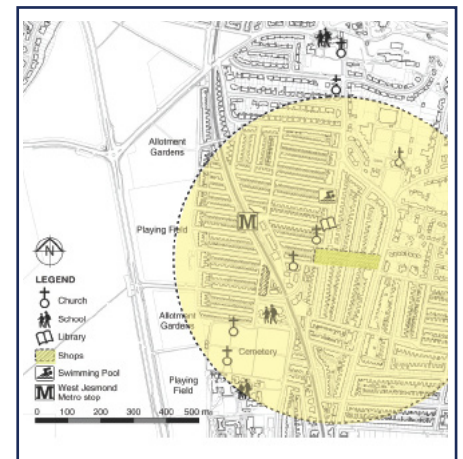 Allotment
Gardens
Playing Field
M
LEGEND
Church
School
Library
Shops
Swimming Pool
M West Jesmond
Metro stop
Allotment
Gardens
Cemetery
Playing
Field
0 100 200 300 400 500 m